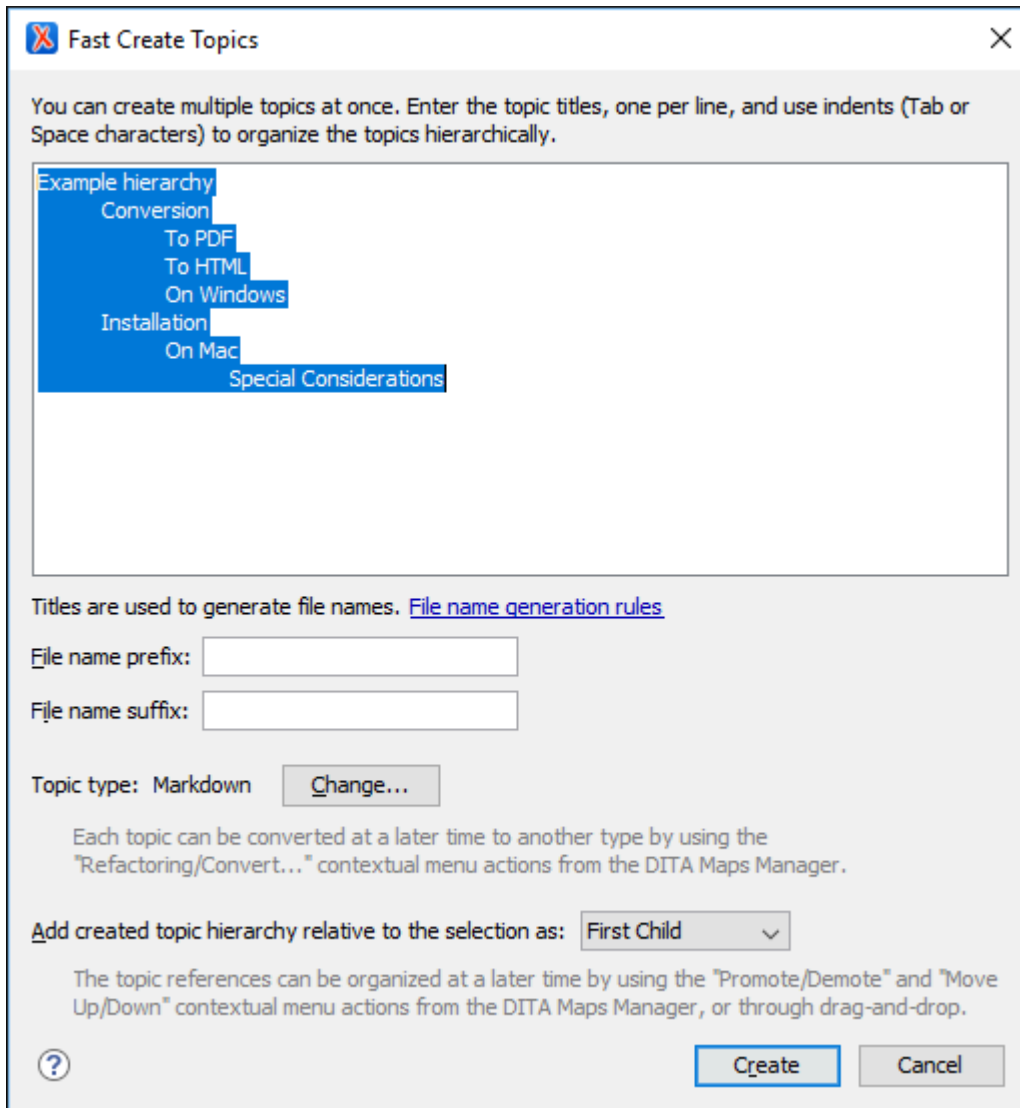 Fast Create Topics
You can create multiple topics at once. Enter the topic titles, one per line, and use indents (Tab or
Space characters) to organize the topics hierarchically.
Example hierarchy
Conversion
To PDF
To HTML
On Windows
Installation
On Mac
Special Considerations
Titles are used to generate file names. File name generation rules
File name prefix:
File name suffix:
Topic type: Markdown Change...
Each topic can be converted at a later time to another type by using the
"Refactoring/Convert..." contextual menu actions from the DITA Maps Manager.
Add created topic hierarchy relative to the selection as: First Child
The topic references can be organized at a later time by using the "Promote/Demote" and "Move
Up/Down" contextual menu actions from the DITA Maps Manager, or through drag-and-drop.
? Create Cancel